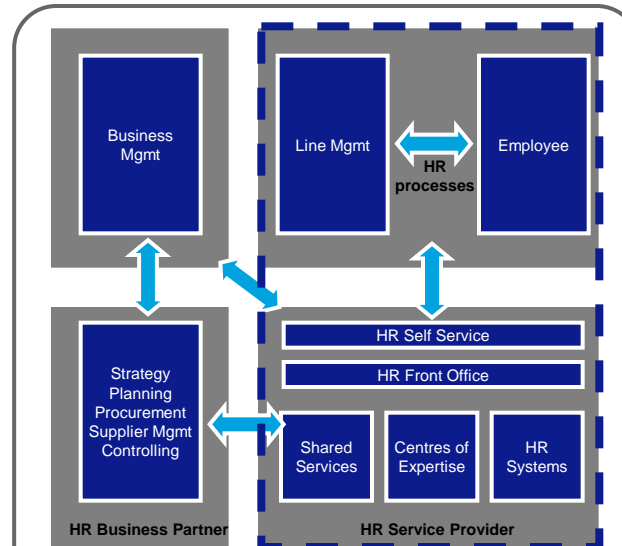 Business
Mgmt
Line Mgmt
HR
processes
Employee
Strategy
Planning
Procurement
Supplier Mgmt
Controlling
HR Business Partner
HR Self Service
HR Front Office
Shared
Services
Centres of
Expertise
HR
Systems
HR Service Provider